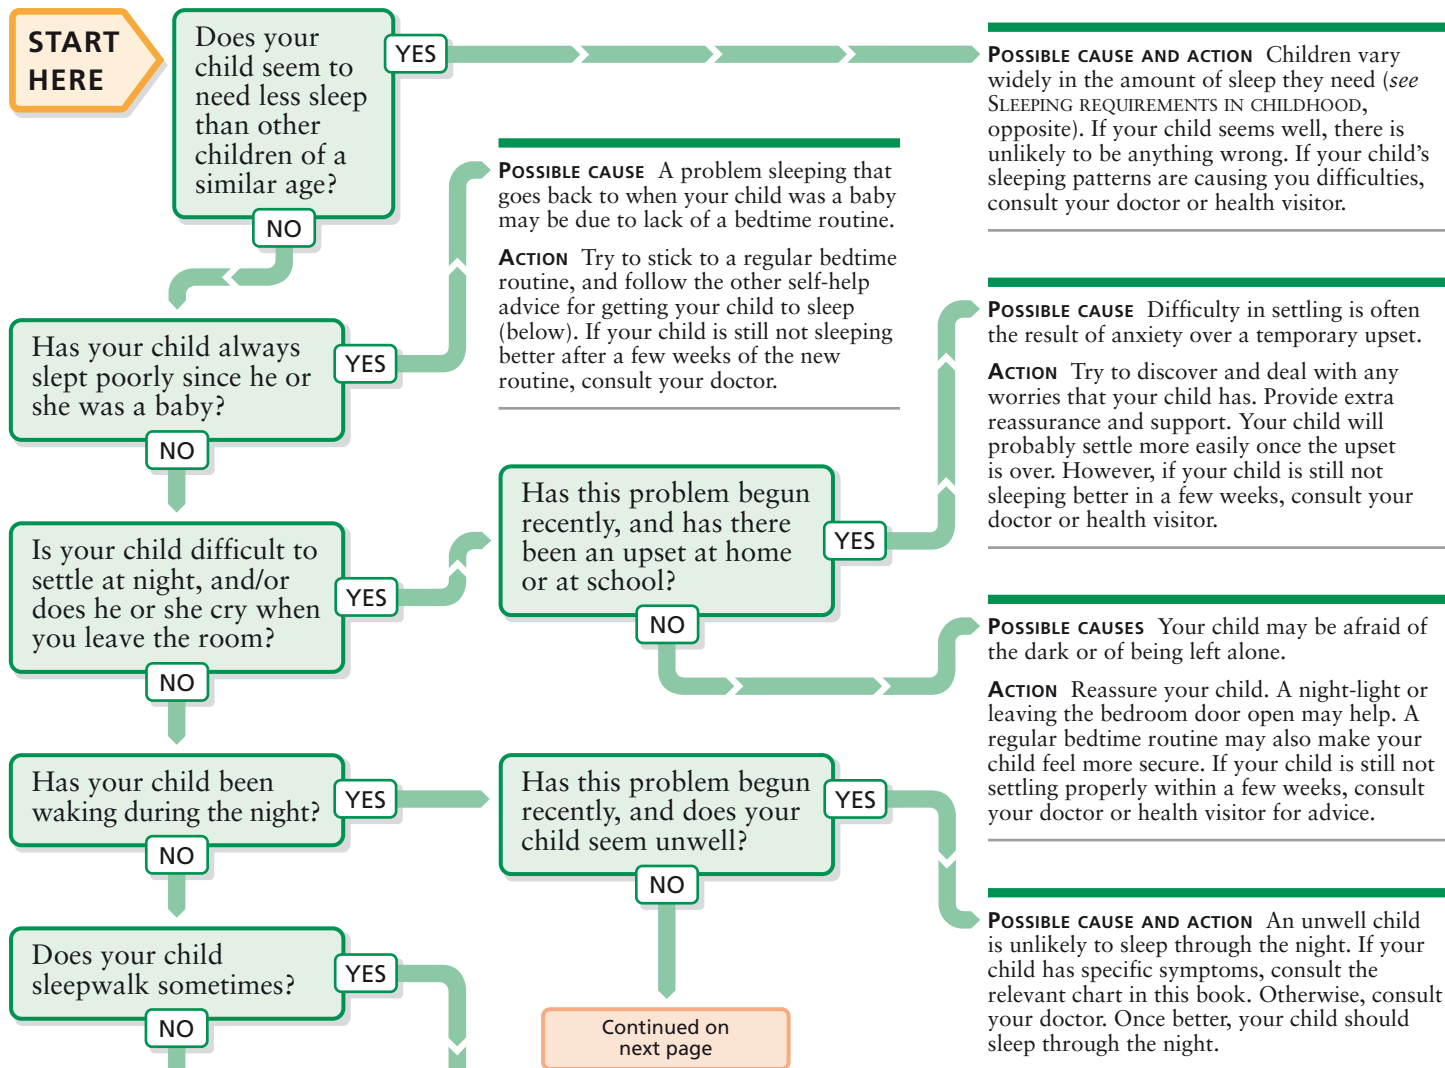 START
HERE
Does your
child seem to
need less sleep
than other
children of a
similar age?
YES
NO
POSSIBLE CAUSE AND ACTION Children vary
widely in the amount of sleep they need (see
SLEEPING REQUIREMENTS IN CHILDHOOD,
opposite). If your child seems well, there is
unlikely to be anything wrong. If your child's
sleeping patterns are causing you difficulties,
consult your doctor or health visitor.
Has your child always
slept poorly since he or
she was a baby?
YES
NO
POSSIBLE CAUSE A problem sleeping that
goes back to when your child was a baby
may be due to lack of a bedtime routine.
ACTION Try to stick to a regular bedtime
routine, and follow the other self-help
advice for getting your child to sleep
(below). If your child is still not sleeping
better after a few weeks of the new
routine, consult your doctor.
Is your child difficult to
settle at night, and/or
does he or she cry when
you leave the room?
YES
NO
Has this problem begun
recently, and has there
been an upset at home
or at school?
YES
NO
POSSIBLE CAUSE Difficulty in settling is often
the result of anxiety over a temporary upset.
ACTION Try to discover and deal with any
worries that your child has. Provide extra
reassurance and support. Your child will
probably settle more easily once the upset
is over. However, if your child is still not
sleeping better in a few weeks, consult your
doctor or health visitor.
POSSIBLE CAUSES Your child may be afraid of
the dark or of being left alone.
ACTION Reassure your child. A night-light or
leaving the bedroom door open may help. A
regular bedtime routine may also make your
child feel more secure. If your child is still not
settling properly within a few weeks, consult
your doctor or health visitor for advice.
Has your child been
waking during the night?
YES
NO
Has this problem begun
recently, and does your
child seem unwell?
YES
NO
POSSIBLE CAUSE AND ACTION An unwell child
is unlikely to sleep through the night. If your
child has specific symptoms, consult the
relevant chart in this book. Otherwise, consult
your doctor. Once better, your child should
sleep through the night.
Continued on
next page
Does your child
sleepwalk sometimes?
YES
NO